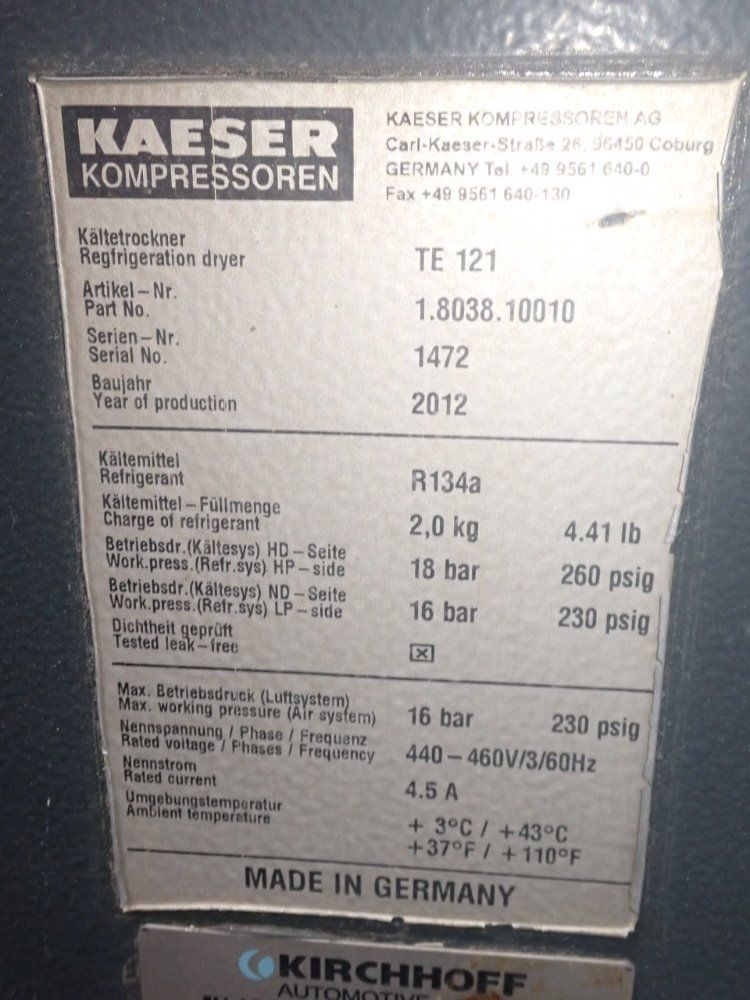 KAESER
KOMPRESSOREN
KAESER KOMPRESSOREN AG
Carl-Kaeser-Straße 26, 96450 Coburg
GERMANY Tel. +49 9561 640-0
Fax +49 9561 640-130
Kältetrockner
Regfrigeration dryer TE 121
Artikel – Nr.
Part No. 1.8038.10010
Serien – Nr.
Serial No. 1472
Baujahr
Year of production 2012
Kältemittel
Refrigerant R134a
Kältemittel – Füllmenge
Charge of refrigerant 2,0 kg 4.41 lb
Betriebsdr.(Kältesys) HD – Seite
Work.press.(Refr.sys) HP – side 18 bar 260 psig
Betriebsdr.(Kältesys) ND – Seite
Work.press.(Refr.sys) LP – side 16 bar 230 psig
Dichtheit geprüft
Tested leak – free x
Max. Betriebsdruck (Luftsystem)
Max. working pressure (Air system) 16 bar 230 psig
Nennspannung / Phase / Frequenz
Rated voltage / Phases / Frequency 440 – 460V/3/60Hz
Nennstrom
Rated current 4.5 A
Umgebungstemperatur
Ambient temperature + 3°C / +43°C
+37°F / +110°F
MADE IN GERMANY
KIRCHHOFF
AUTOMOTIVE